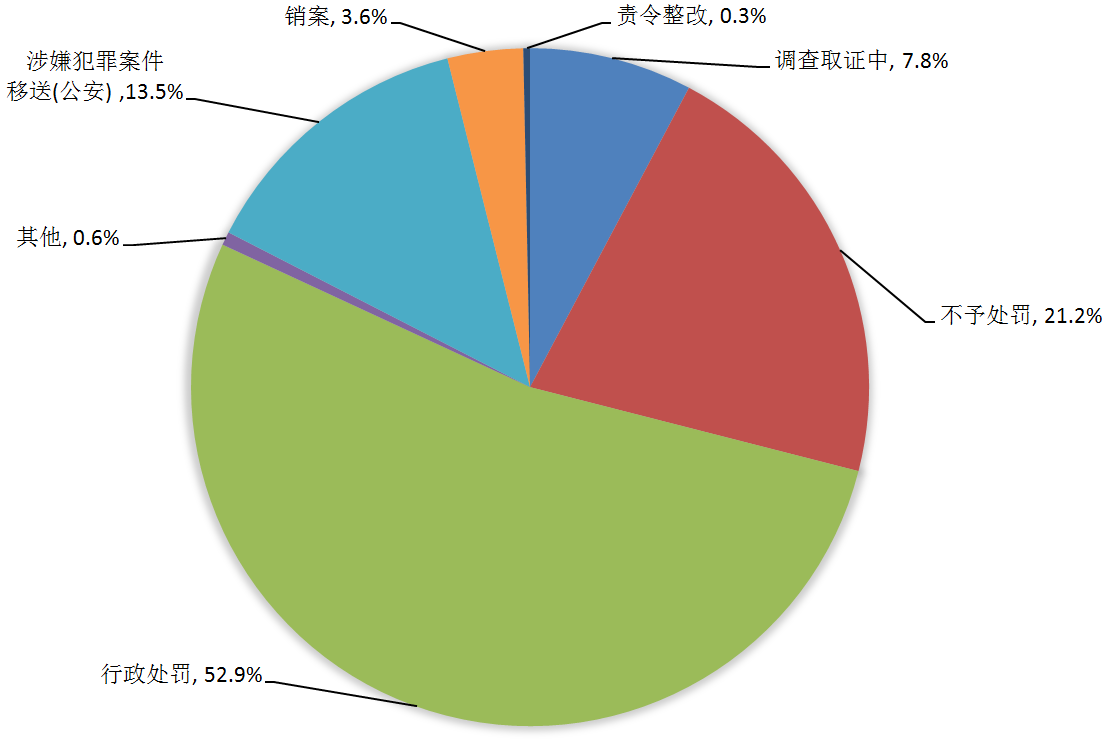 销案, 3.6%
责令整改, 0.3%
涉嫌犯罪案件
移送(公安) ,13.5%
调查取证中, 7.8%
其他, 0.6%
不予处罚, 21.2%
行政处罚, 52.9%